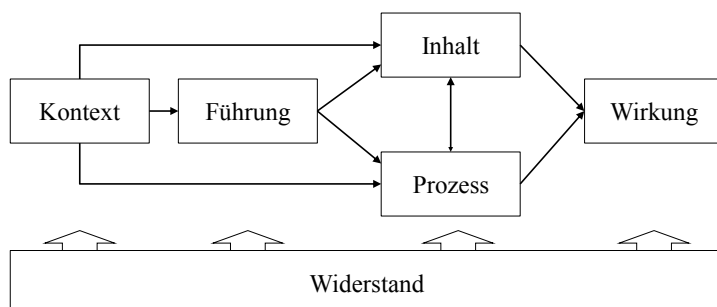 Inhalt
Kontext
Führung
Wirkung
Prozess
Widerstand